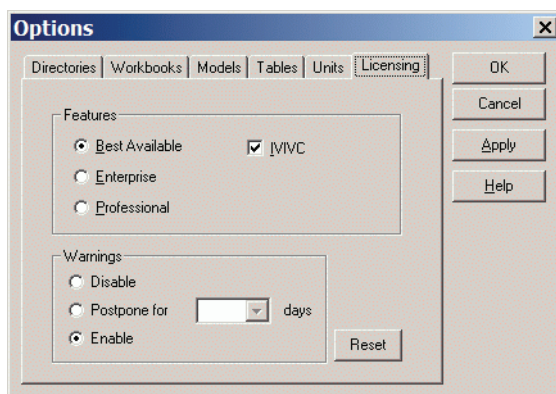 Options
Directories Workbooks Models Tables Units Licensing
OK
Cancel
Apply
Help
Features
Best Available IVIVC
Enterprise
Professional
Warnings
Disable
Postpone for days
Enable
Reset